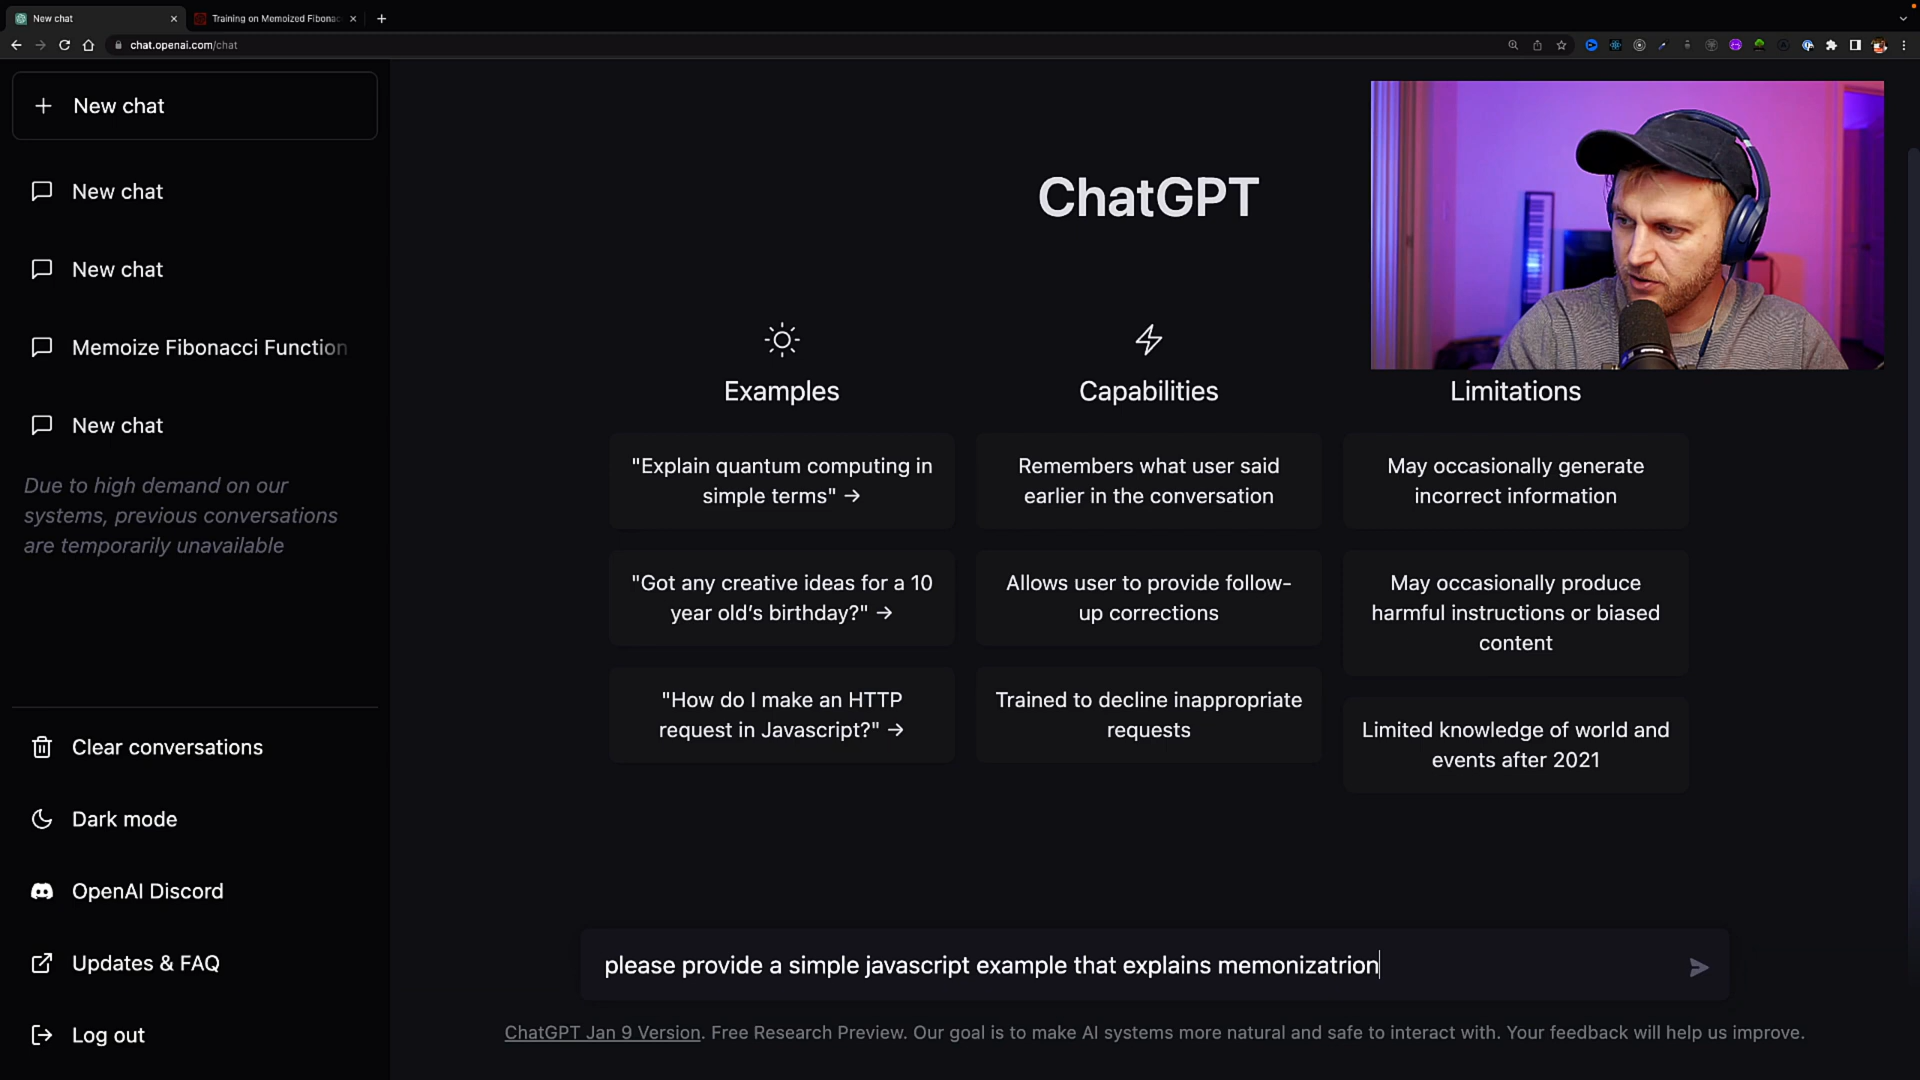 New chat
Training on Memoized Fibonac
chat.openai.com/chat
New chat
New chat
New chat
Memoize Fibonacci Function
New chat
Due to high demand on our
systems, previous conversations
are temporarily unavailable
Clear conversations
Dark mode
OpenAI Discord
Updates & FAQ
Log out
ChatGPT
Examples
"Explain quantum computing in
simple terms" →
"Got any creative ideas for a 10
year old's birthday?" →
"How do I make an HTTP
request in Javascript?" →
Capabilities
Remembers what user said
earlier in the conversation
Allows user to provide follow-
up corrections
Trained to decline inappropriate
requests
Limitations
May occasionally generate
incorrect information
May occasionally produce
harmful instructions or biased
content
Limited knowledge of world and
events after 2021
please provide a simple javascript example that explains memonizatrion
ChatGPT Jan 9 Version. Free Research Preview. Our goal is to make AI systems more natural and safe to interact with. Your feedback will help us improve.